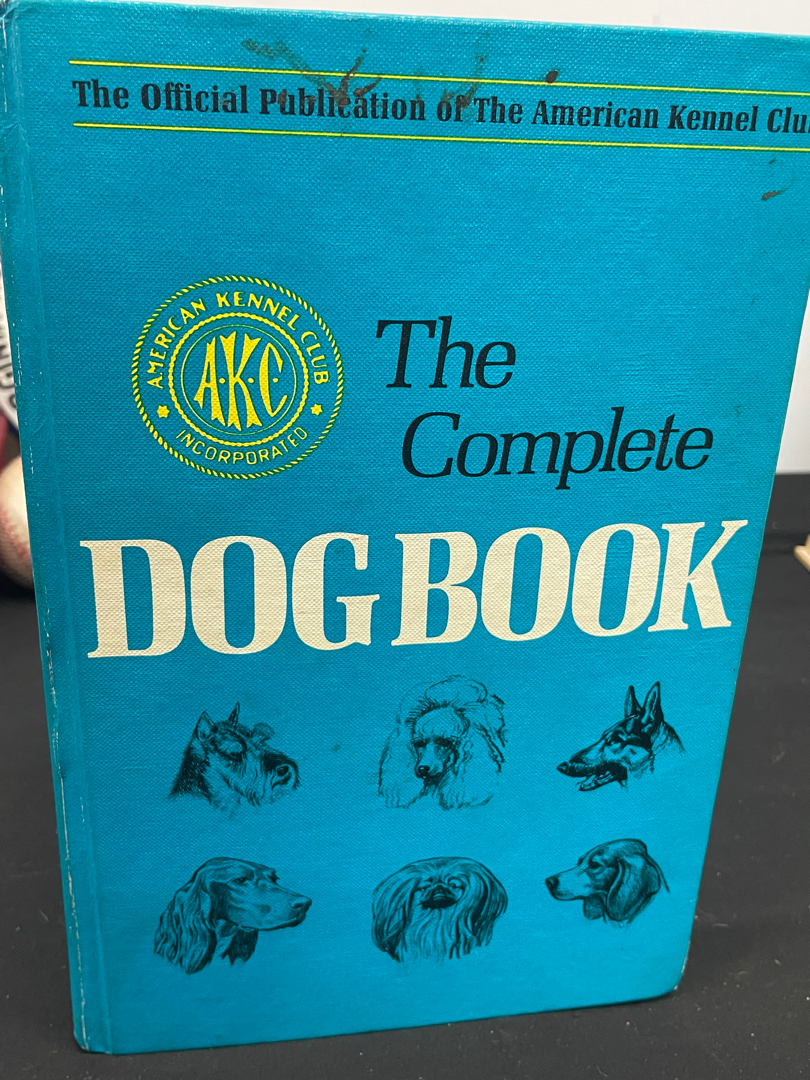 The Official Publication of The American Kennel Clu
AMERICAN KENNEL CLUB
A·K·C
INCORPORATED
The
Complete
DOG BOOK